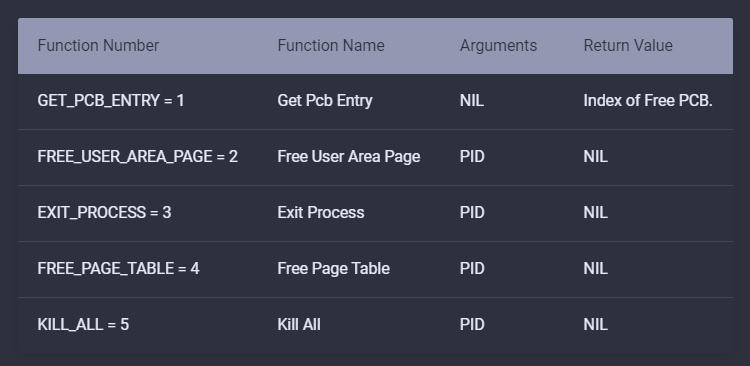 Function Number Function Name Arguments Return Value
GET_PCB_ENTRY = 1 Get Pcb Entry NIL Index of Free PCB.
FREE_USER_AREA_PAGE = 2 Free User Area Page PID NIL
EXIT_PROCESS = 3 Exit Process PID NIL
FREE_PAGE_TABLE = 4 Free Page Table PID NIL
KILL_ALL = 5 Kill All PID NIL